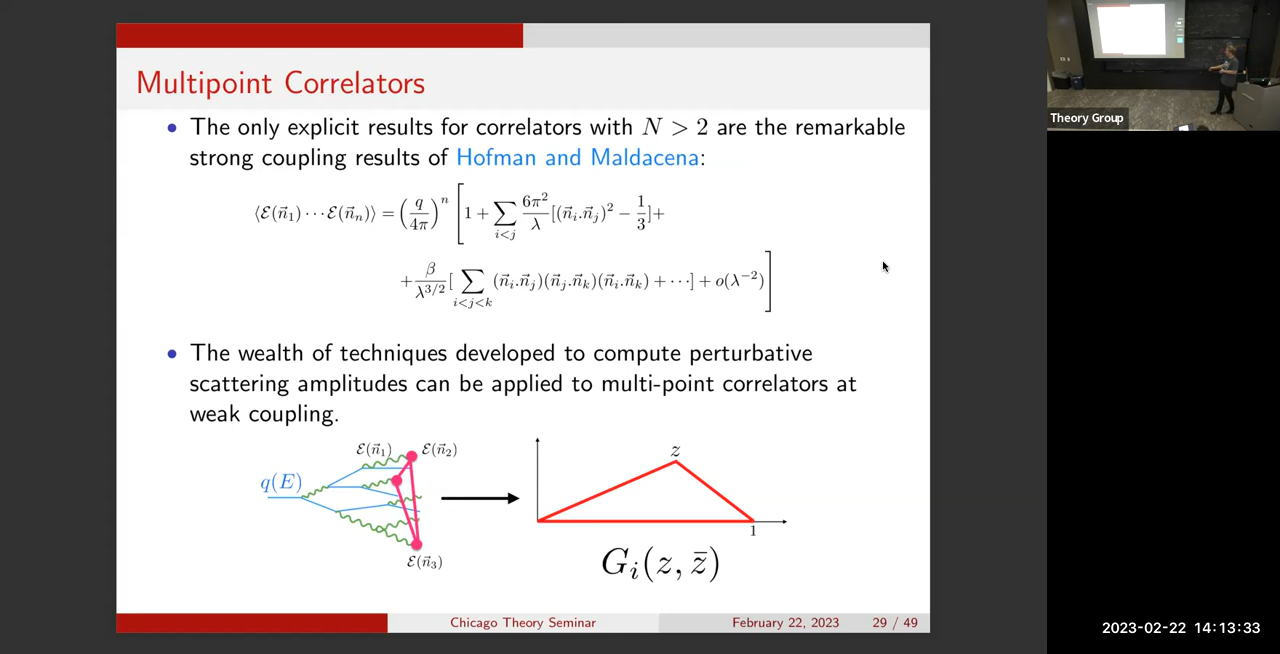 Multipoint Correlators
• The only explicit results for correlators with N > 2 are the remarkable
strong coupling results of Hofman and Maldacena:
⟨ℰ(n⃗₁) ⋯ ℰ(n⃗ₙ)⟩ = (q/4π)ⁿ [1 + ∑_{i<j} 6π²/λ [(n⃗ᵢ.n⃗ⱼ)² − 1/3]+
+ β/λ^{3/2} [∑_{i<j<k} (n⃗ᵢ.n⃗ⱼ)(n⃗ⱼ.n⃗ₖ)(n⃗ᵢ.n⃗ₖ) + ⋯] + o(λ⁻²)]
• The wealth of techniques developed to compute perturbative
scattering amplitudes can be applied to multi-point correlators at
weak coupling.
ℰ(n⃗₁) ℰ(n⃗₂)
q(E)
ℰ(n⃗₃)
z
1
Gᵢ(z, z̄)
Chicago Theory Seminar February 22, 2023 29 / 49
Theory Group
2023-02-22 14:13:33